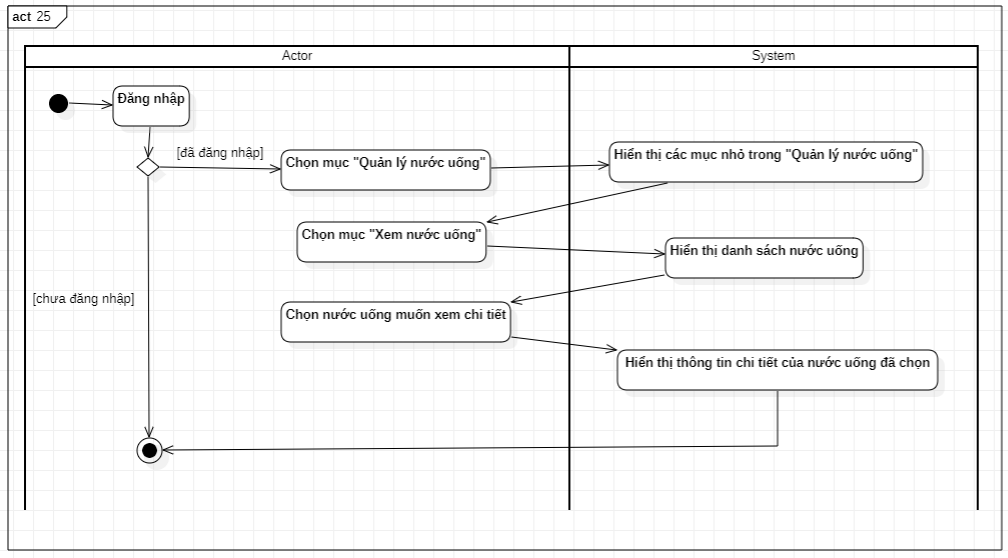 act 25
Actor
System
Đăng nhập
[đã đăng nhập]
Chọn mục "Quản lý nước uống"
Hiển thị các mục nhỏ trong "Quản lý nước uống"
Chọn mục "Xem nước uống"
Hiển thị danh sách nước uống
[chưa đăng nhập]
Chọn nước uống muốn xem chi tiết
Hiển thị thông tin chi tiết của nước uống đã chọn